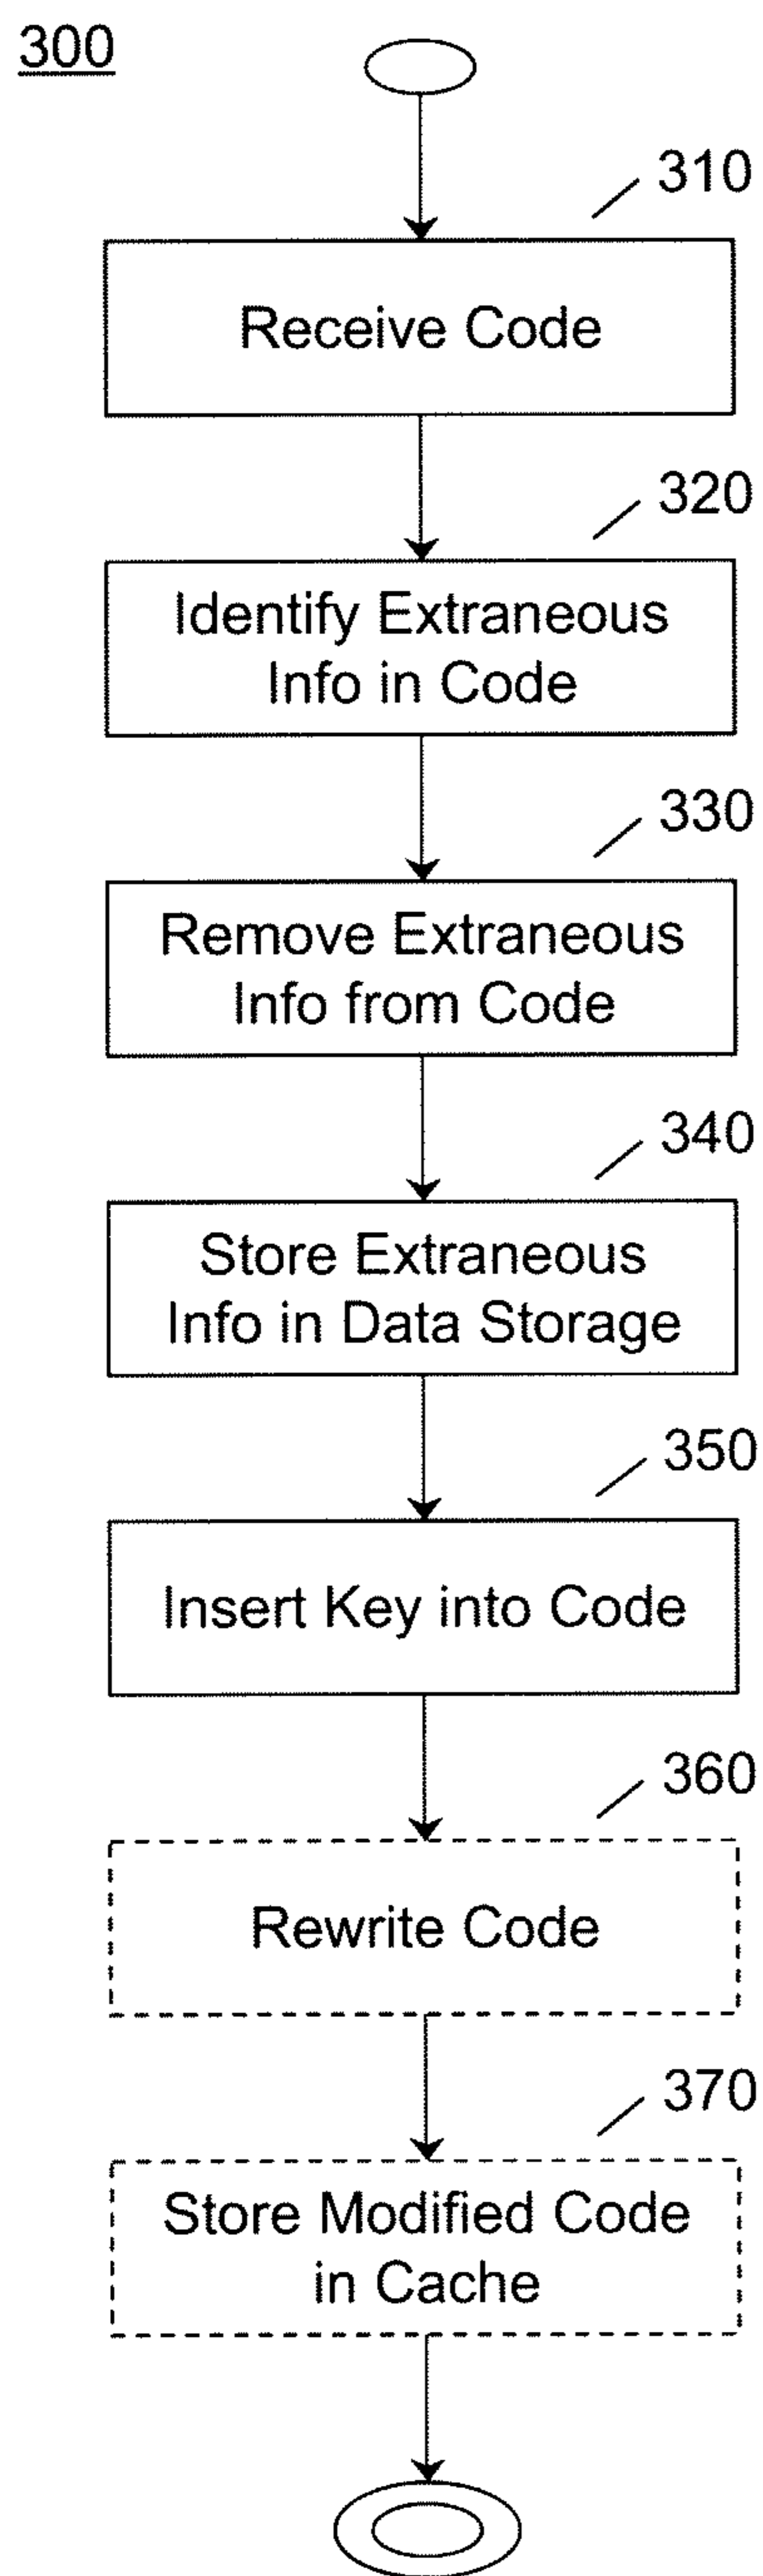 300
310
Receive Code
320
Identify Extraneous
Info in Code
330
Remove Extraneous
Info from Code
340
Store Extraneous
Info in Data Storage
350
Insert Key into Code
360
Rewrite Code
370
Store Modified Code
in Cache